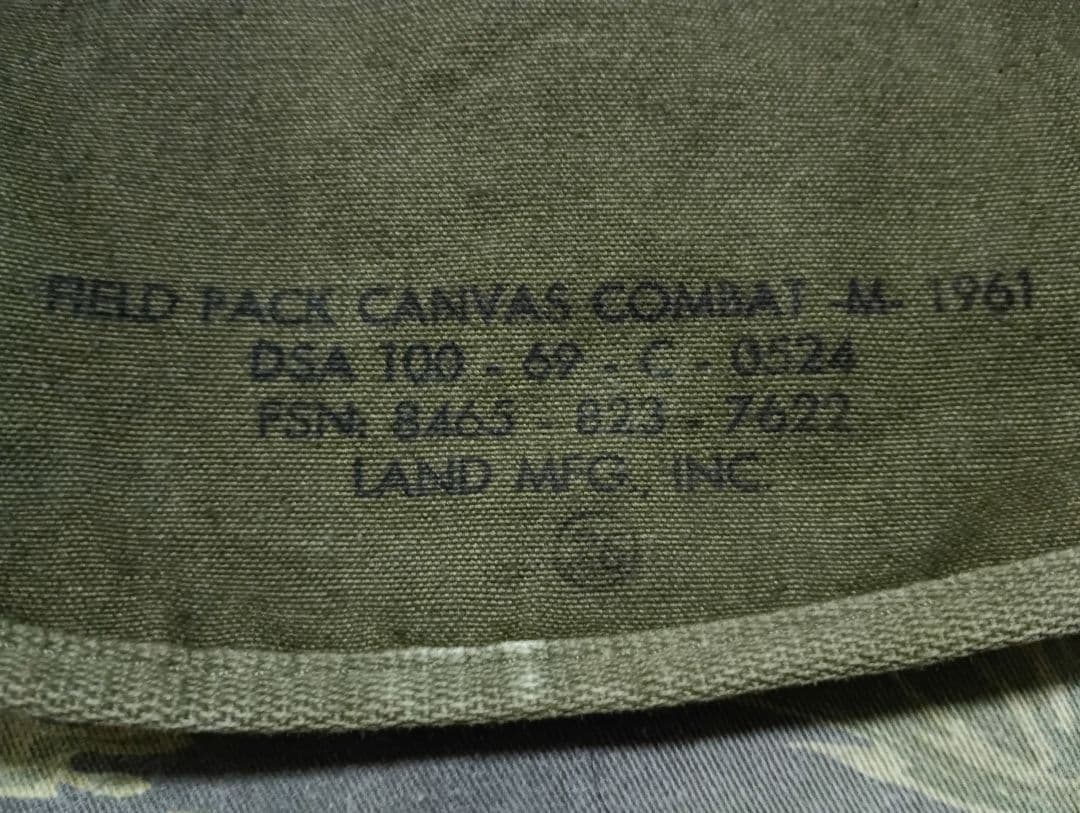 FIELD PACK CANVAS COMBAT -M- 1961
DSA 100 - 69 - C - 0524
FSN: 8465 - 823 - 7622
LAND MFG., INC.